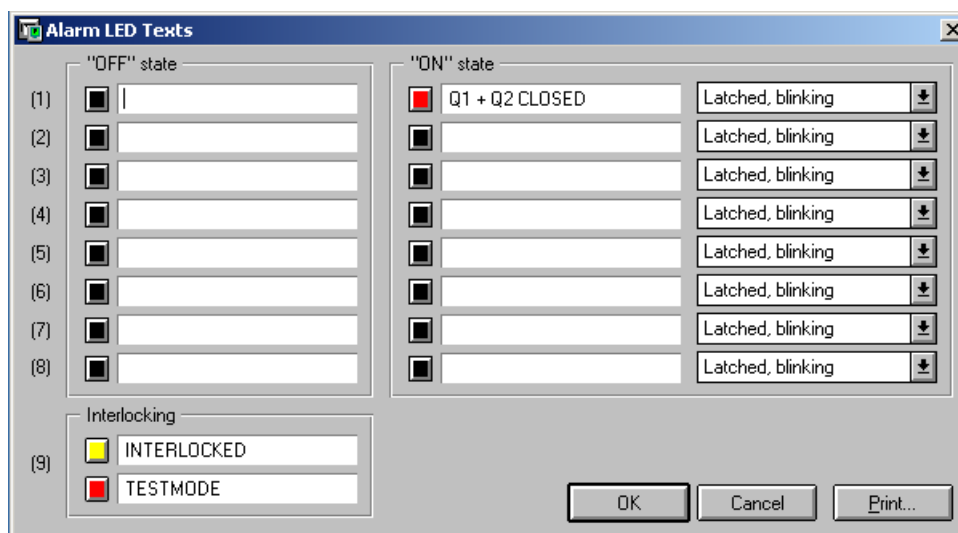 Alarm LED Texts
"OFF" state "ON" state
(1) Q1 + Q2 CLOSED Latched, blinking
(2) Latched, blinking
(3) Latched, blinking
(4) Latched, blinking
(5) Latched, blinking
(6) Latched, blinking
(7) Latched, blinking
(8) Latched, blinking
Interlocking
(9) INTERLOCKED
TESTMODE
OK Cancel Print...